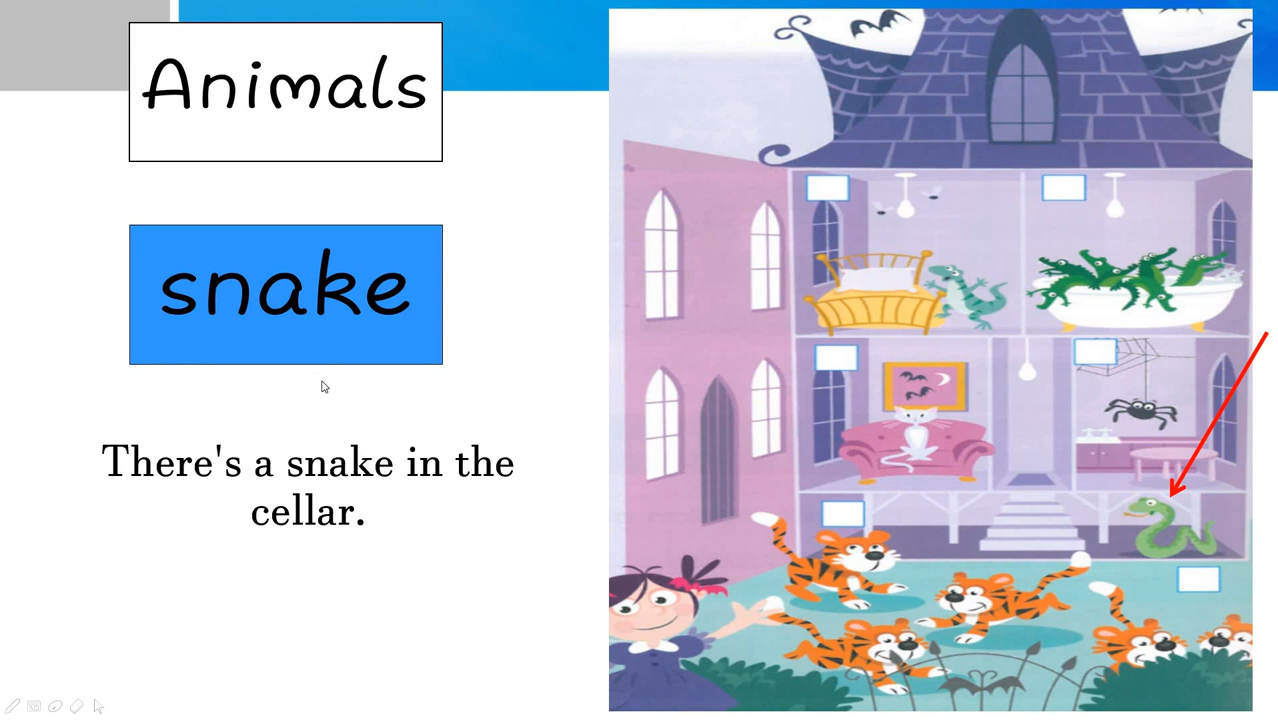 Animals
snake
There's a snake in the
cellar.